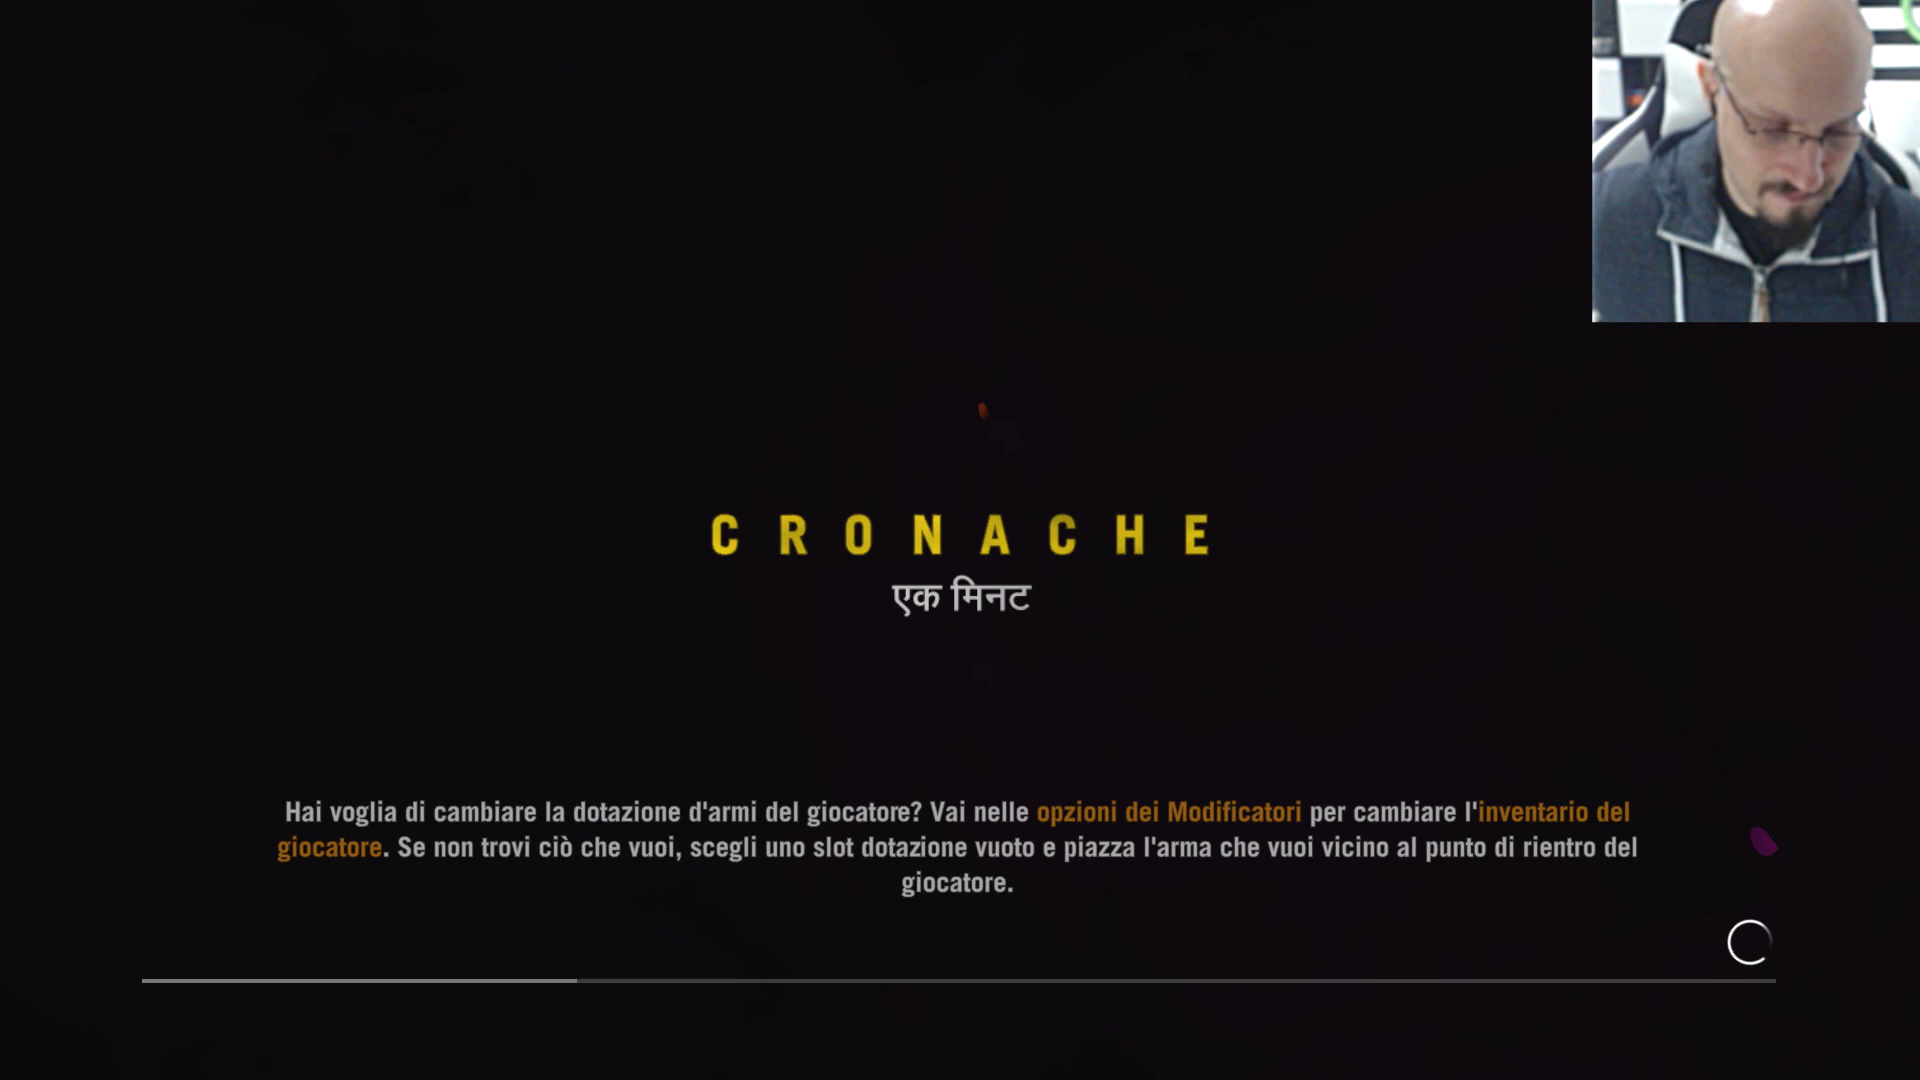 CRONACHE
एक मिनट
Hai voglia di cambiare la dotazione d'armi del giocatore? Vai nelle opzioni dei Modificatori per cambiare l'inventario del
giocatore. Se non trovi ciò che vuoi, scegli uno slot dotazione vuoto e piazza l'arma che vuoi vicino al punto di rientro del
giocatore.